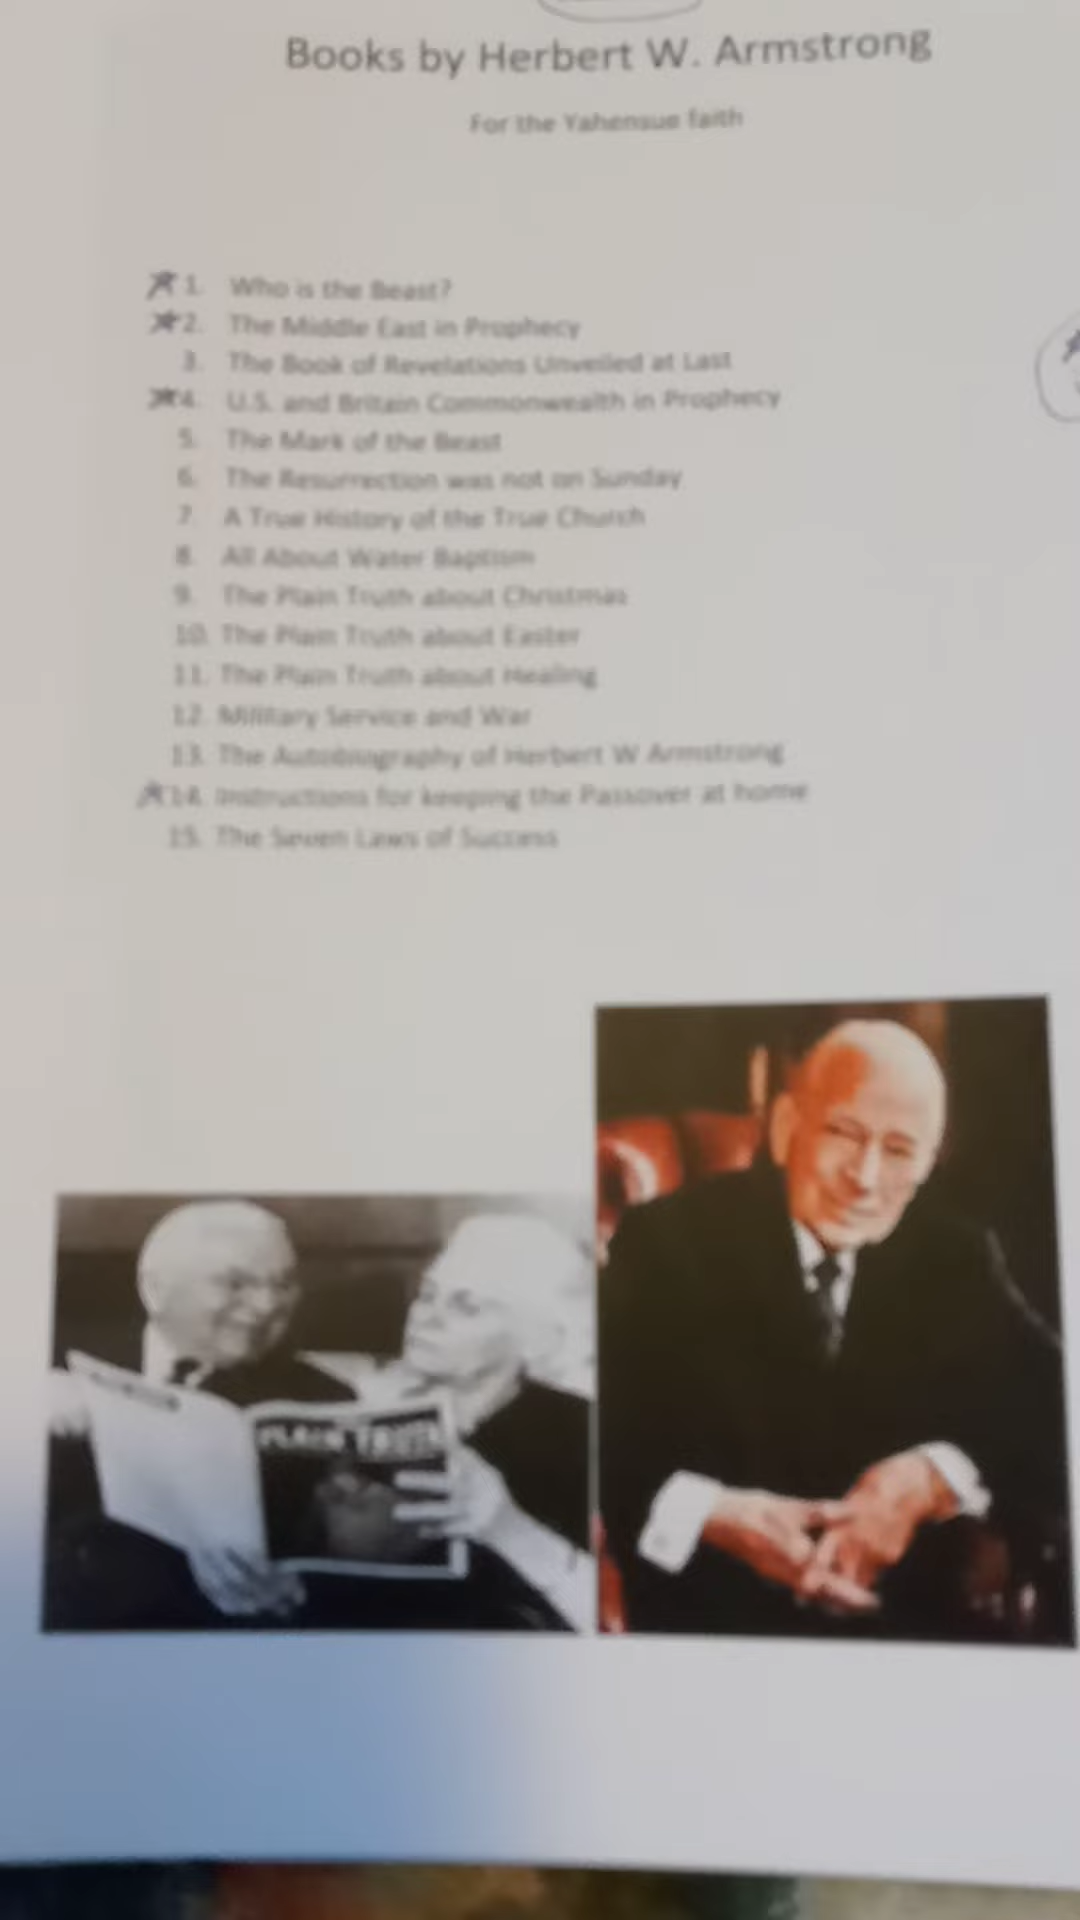 Books by Herbert W. Armstrong
For the Yahensue faith
1. Who is the Beast?
2. The Middle East in Prophecy
3. The Book of Revelations Unveiled at Last
4. U.S. and Britain Commonwealth in Prophecy
5. The Mark of the Beast
6. The Resurrection was not on Sunday
7. A True History of the True Church
8. All About Water Baptism
9. The Plain Truth about Christmas
10. The Plain Truth about Easter
11. The Plain Truth about Healing
12. Military Service and War
13. The Autobiography of Herbert W Armstrong
14. Instructions for keeping the Passover at home
15. The Seven Laws of Success
PLAIN TRUTH